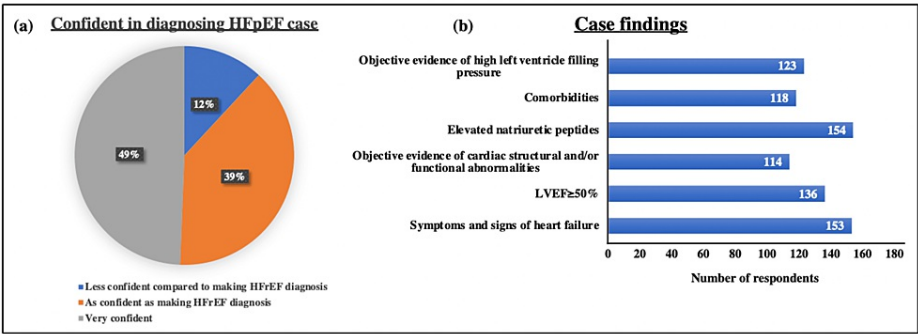 (a) Confident in diagnosing HFpEF case
12%
39%
49%
Less confident compared to making HFrEF diagnosis
As confident as making HFrEF diagnosis
Very confident
(b) Case findings
Objective evidence of high left ventricle filling
pressure
123
Comorbidities
118
Elevated natriuretic peptides
154
Objective evidence of cardiac structural and/or
functional abnormalities
114
LVEF≥50%
136
Symptoms and signs of heart failure
153
0 20 40 60 80 100 120 140 160 180
Number of respondents